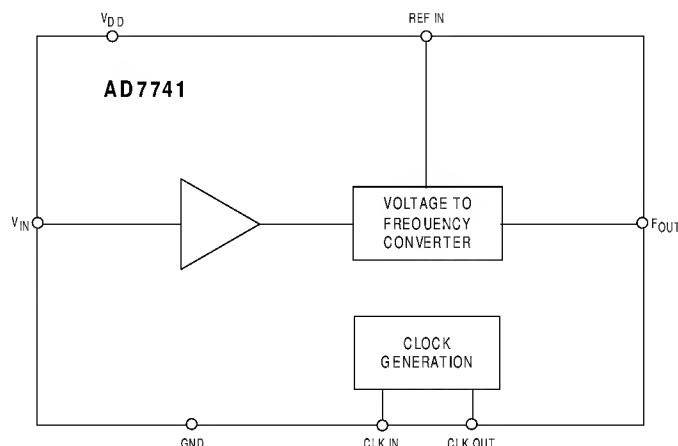 VDD
REF IN
AD7741
VIN
VOLTAGE TO
FREQUENCY
CONVERTER
FOUT
CLOCK
GENERATION
GND
CLK IN
CLK OUT